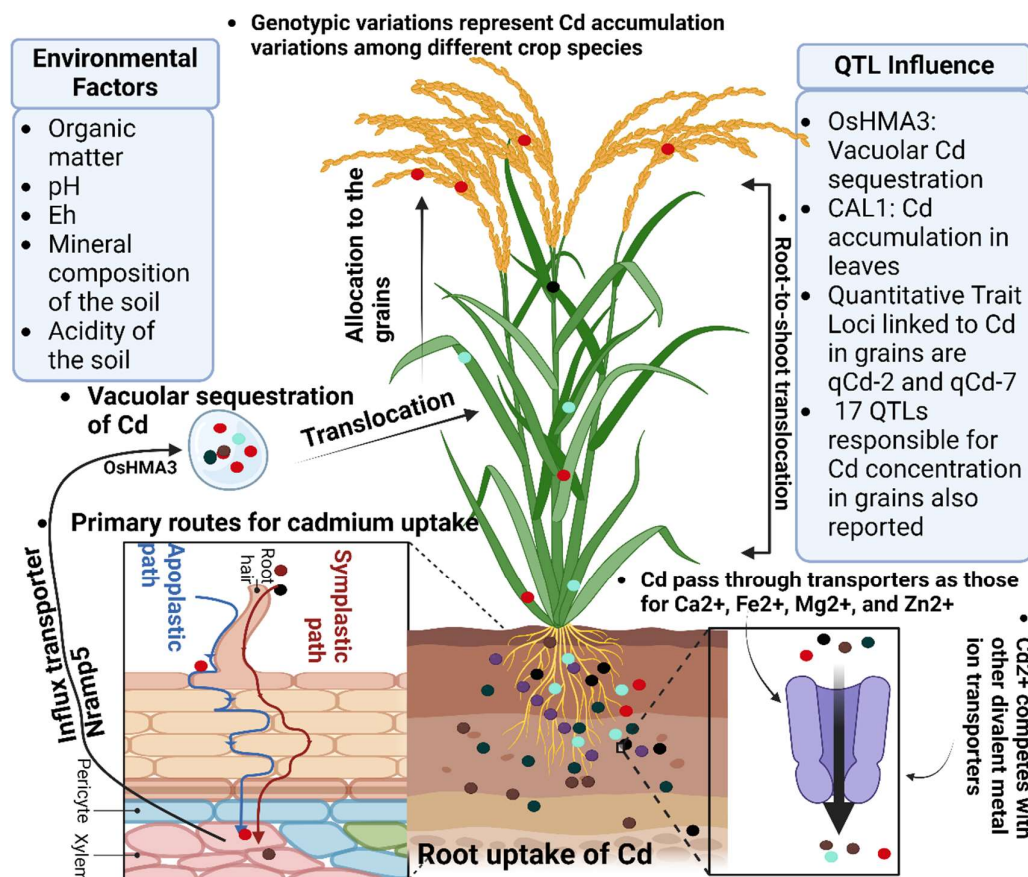 • Genotypic variations represent Cd accumulation
variations among different crop species
Environmental
Factors
• Organic
matter
• pH
• Eh
• Mineral
composition
of the soil
• Acidity of
the soil
QTL Influence
• OsHMA3:
Vacuolar Cd
sequestration
• CAL1: Cd
accumulation in
leaves
• Quantitative Trait
Loci linked to Cd
in grains are
qCd-2 and qCd-7
• 17 QTLs
responsible for
Cd concentration
in grains also
reported
Allocation to the
grains
• Root-to-shoot translocation
• Vacuolar sequestration
of Cd
OsHMA3
Translocation
• Primary routes for cadmium uptake
• Influx transporter
Nramp5
Apoplastic
path
Root
hair
Symplastic
path
Pericyte
Xylem
Root uptake of Cd
• Cd pass through transporters as those
for Ca2+, Fe2+, Mg2+, and Zn2+
• Cd2+ competes with
other divalent metal
ion transporters